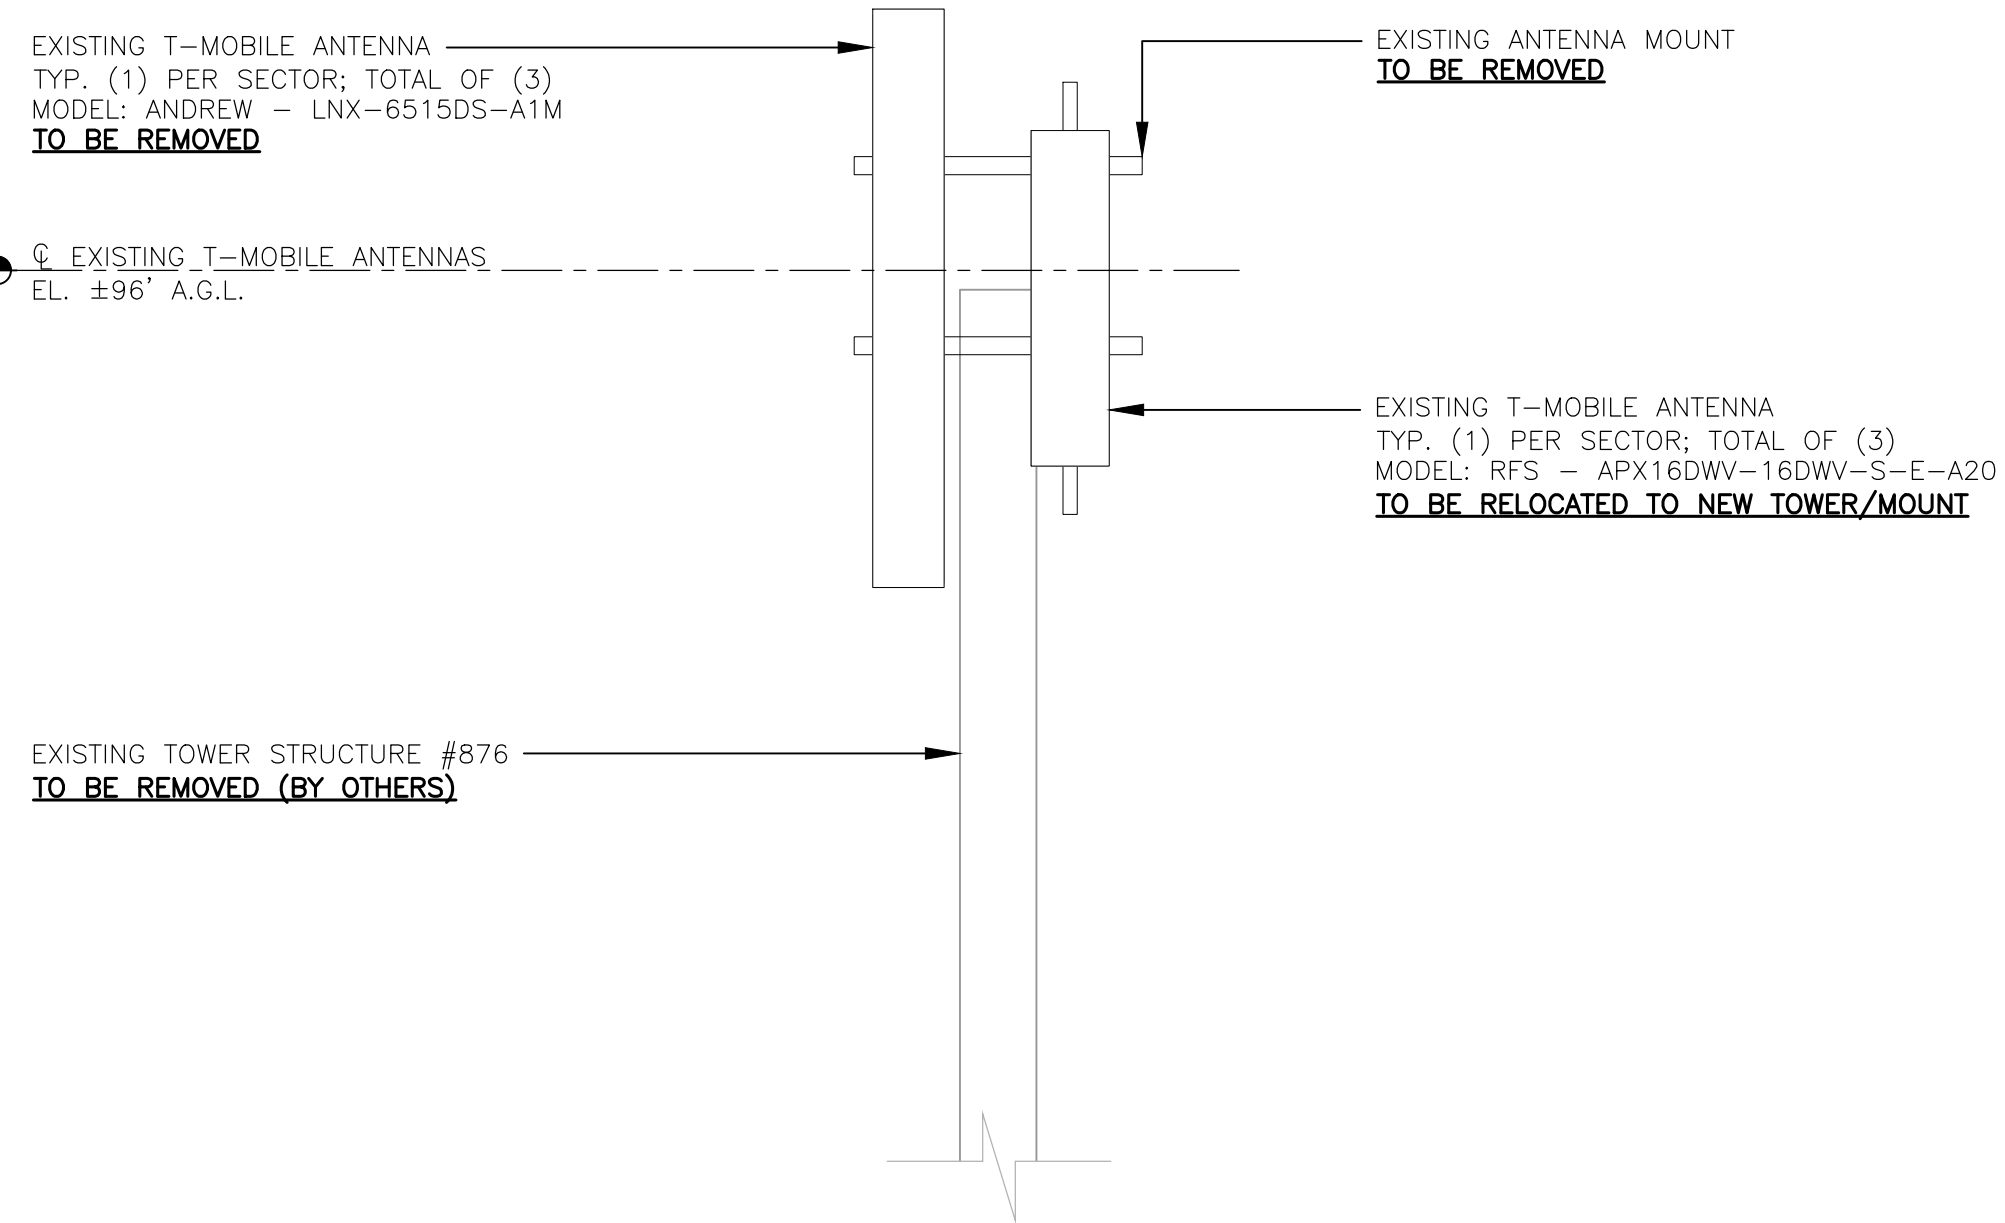 EXISTING T-MOBILE ANTENNA
TYP. (1) PER SECTOR; TOTAL OF (3)
MODEL: ANDREW - LNX-6515DS-A1M
TO BE REMOVED
EXISTING ANTENNA MOUNT
TO BE REMOVED
℄ EXISTING T-MOBILE ANTENNAS
EL. ±96' A.G.L.
EXISTING T-MOBILE ANTENNA
TYP. (1) PER SECTOR; TOTAL OF (3)
MODEL: RFS - APX16DWV-16DWV-S-E-A20
TO BE RELOCATED TO NEW TOWER/MOUNT
EXISTING TOWER STRUCTURE #876
TO BE REMOVED (BY OTHERS)